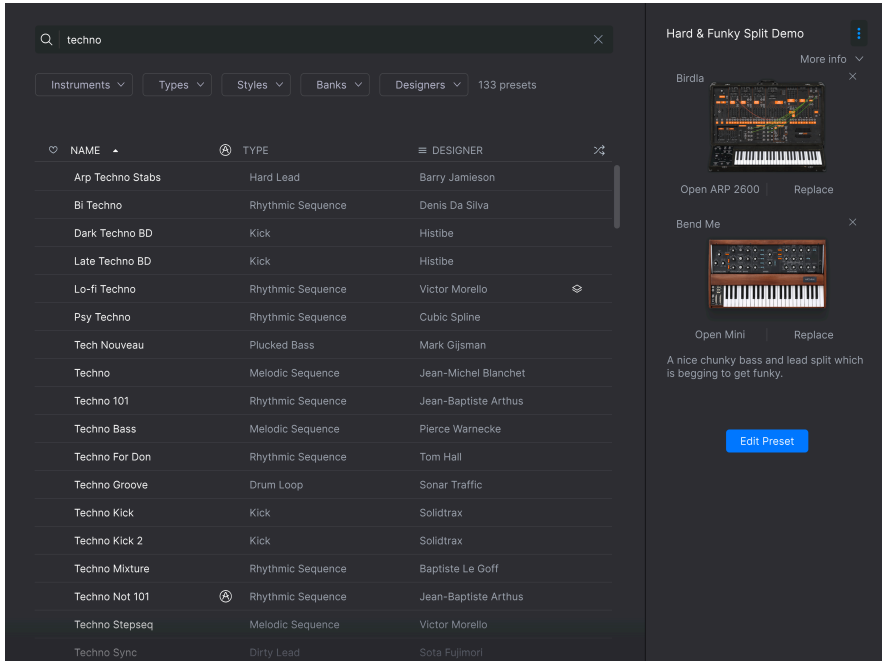 techno
Instruments Types Styles Banks Designers 133 presets
NAME TYPE DESIGNER
Arp Techno Stabs Hard Lead Barry Jamieson
Bi Techno Rhythmic Sequence Denis Da Silva
Dark Techno BD Kick Histibe
Late Techno BD Kick Histibe
Lo-fi Techno Rhythmic Sequence Victor Morello
Psy Techno Rhythmic Sequence Cubic Spline
Tech Nouveau Plucked Bass Mark Gijsman
Techno Melodic Sequence Jean-Michel Blanchet
Techno 101 Rhythmic Sequence Jean-Baptiste Arthus
Techno Bass Melodic Sequence Pierce Warnecke
Techno For Don Rhythmic Sequence Tom Hall
Techno Groove Drum Loop Sonar Traffic
Techno Kick Kick Solidtrax
Techno Kick 2 Kick Solidtrax
Techno Mixture Rhythmic Sequence Baptiste Le Goff
Techno Not 101 Rhythmic Sequence Jean-Baptiste Arthus
Techno Stepseq Melodic Sequence Victor Morello
Techno Sync Dirty Lead Sota Fujimori
Hard & Funky Split Demo
More info
Birdla
Open ARP 2600 Replace
Bend Me
Open Mini Replace
A nice chunky bass and lead split which
is begging to get funky.
Edit Preset